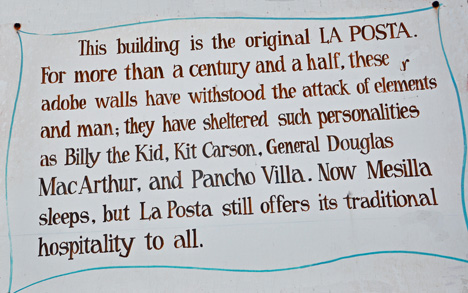 This building is the original LA POSTA.
For more than a century and a half, these
adobe walls have withstood the attack of elements
and man; they have sheltered such personalities
as Billy the Kid, Kit Carson, General Douglas
MacArthur, and Pancho Villa. Now Mesilla
sleeps, but La Posta still offers its traditional
hospitality to all.